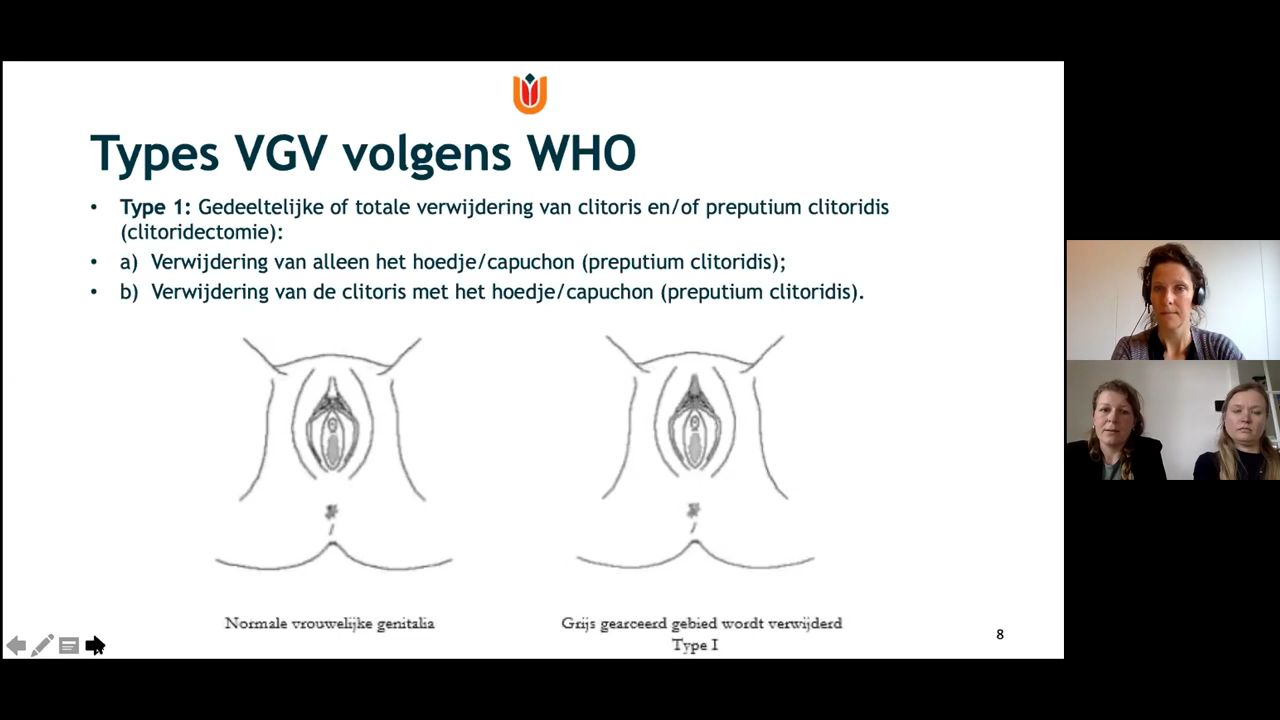 Types VGV volgens WHO
• Type 1: Gedeeltelijke of totale verwijdering van clitoris en/of preputium clitoridis
(clitoridectomie):
• a) Verwijdering van alleen het hoedje/capuchon (preputium clitoridis);
• b) Verwijdering van de clitoris met het hoedje/capuchon (preputium clitoridis).
Normale vrouwelijke genitalia
Grijs gearceerd gebied wordt verwijderd
Type I
8